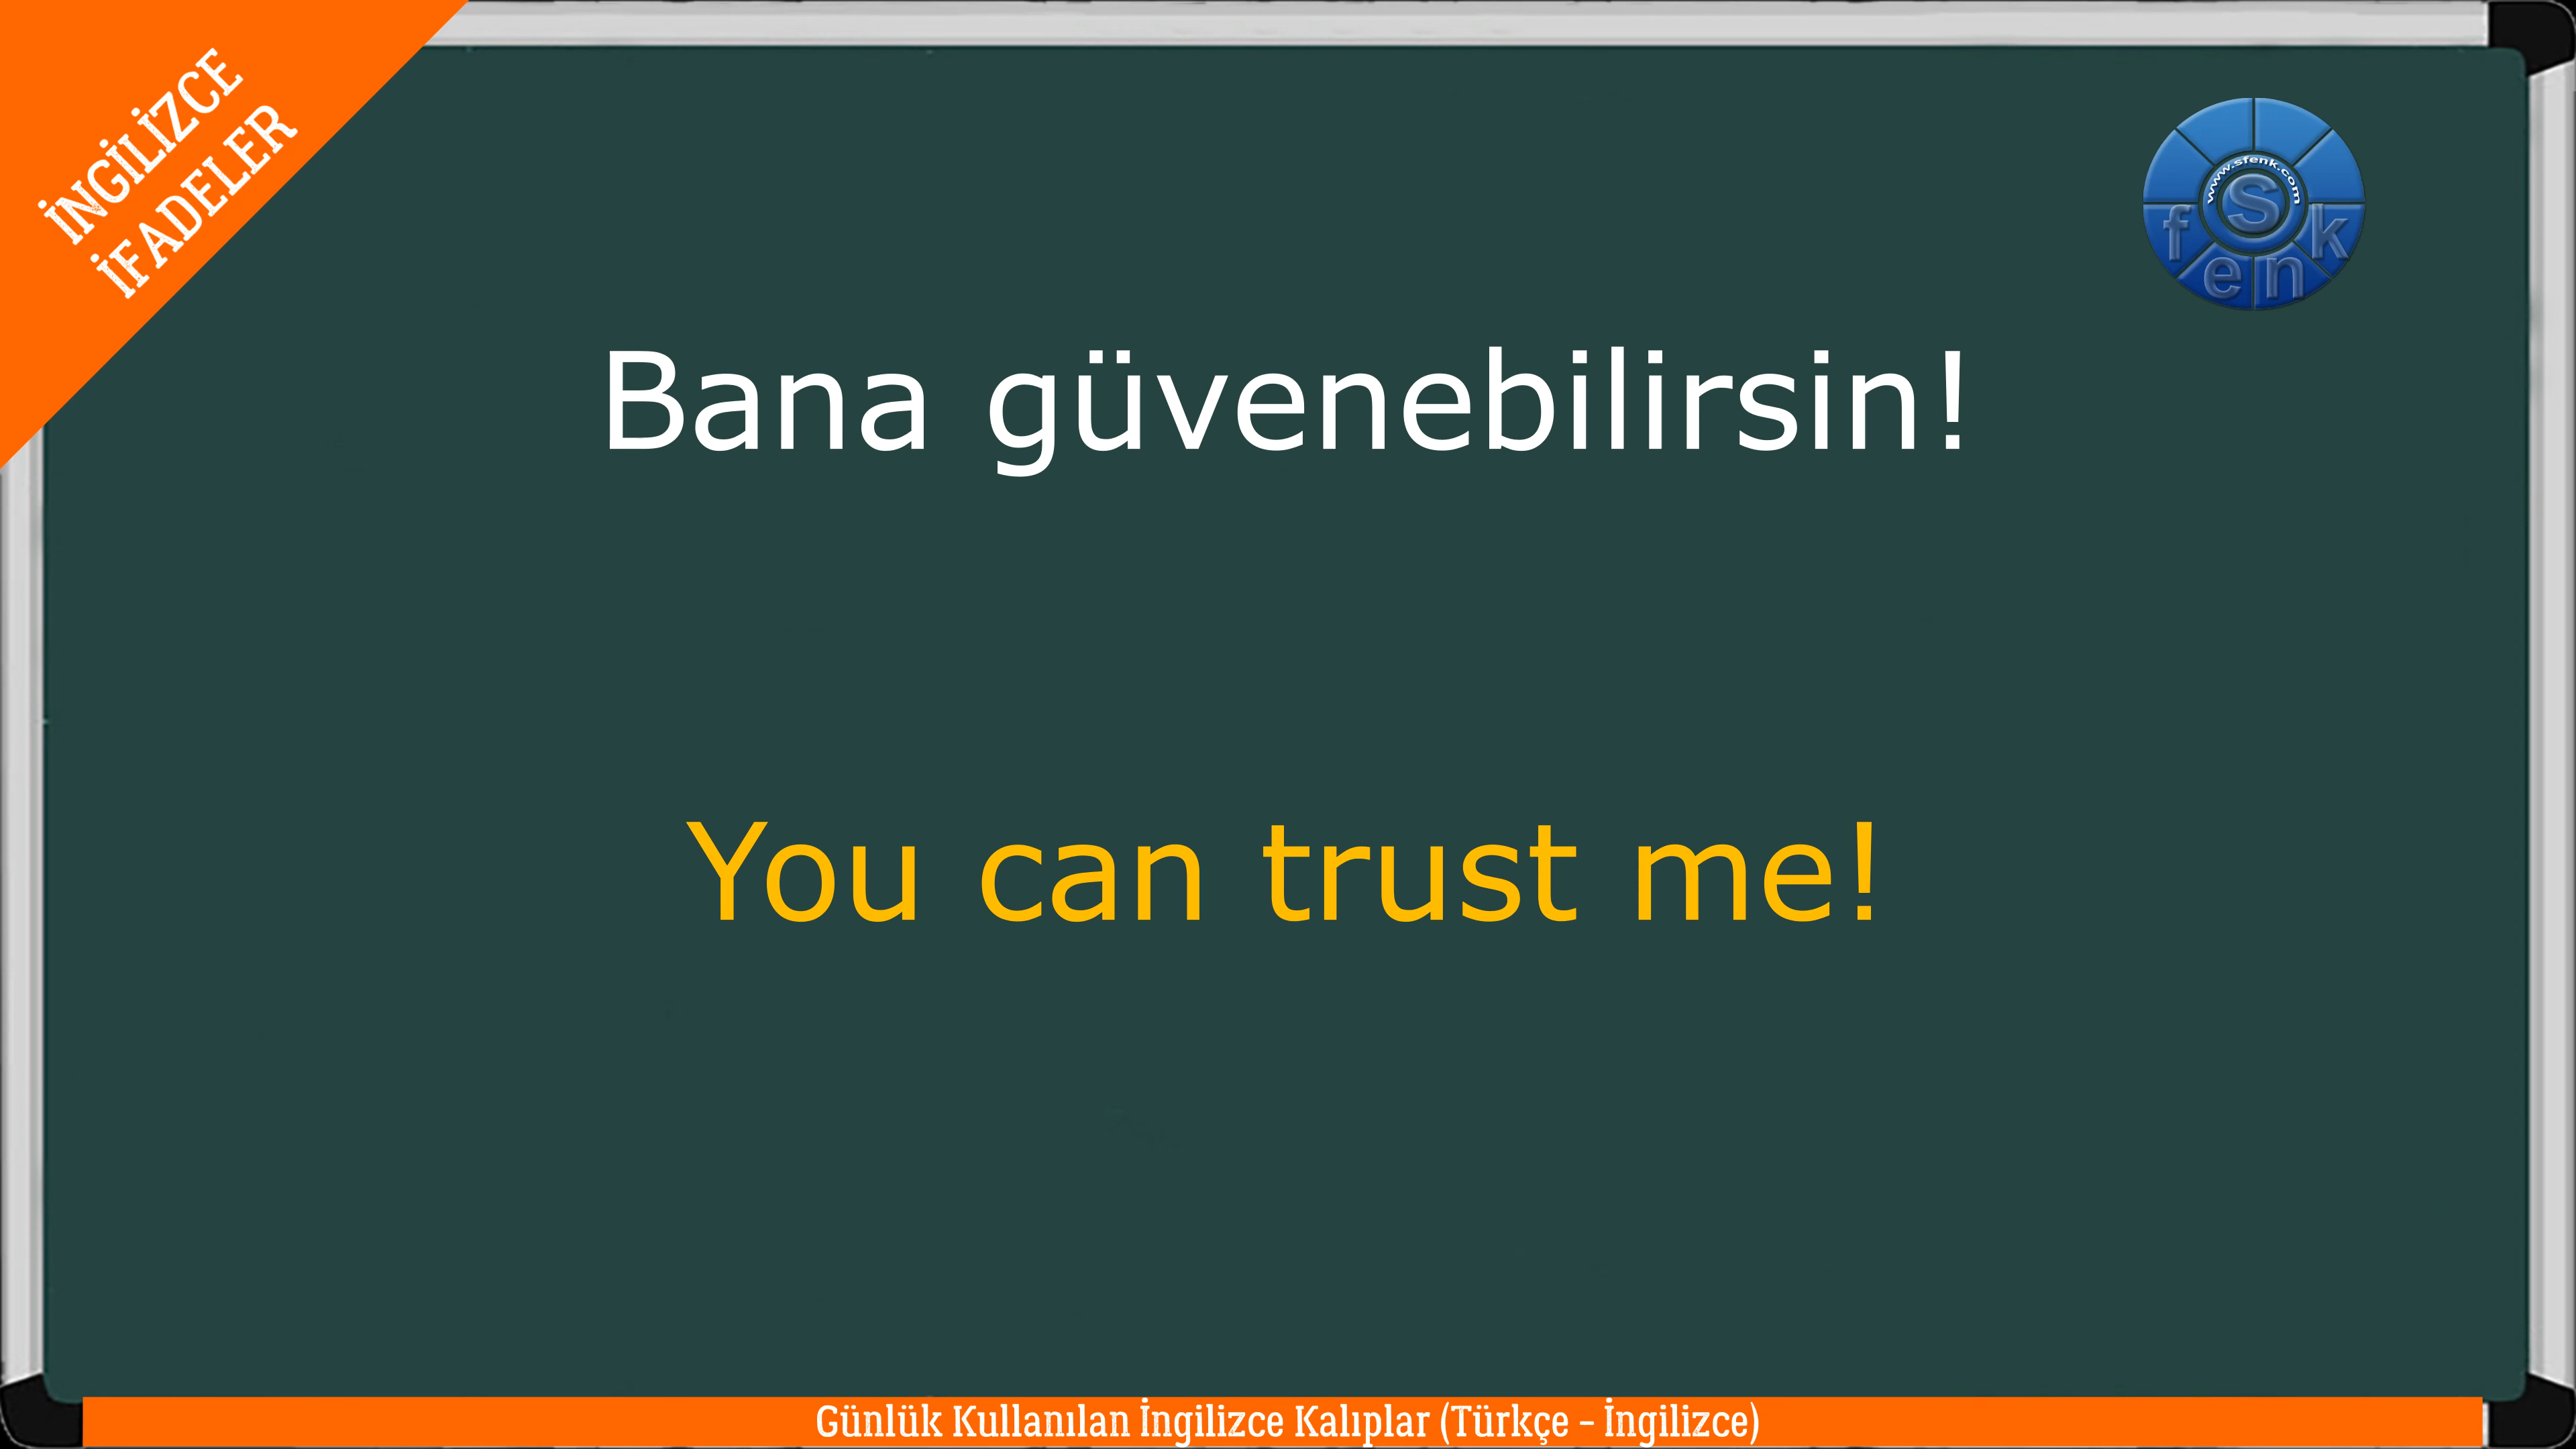 İNGİLİZCE
İFADELER
www.sfenk.com
S
f e n k
Bana güvenebilirsin!
You can trust me!
Günlük Kullanılan İngilizce Kalıplar (Türkçe – İngilizce)